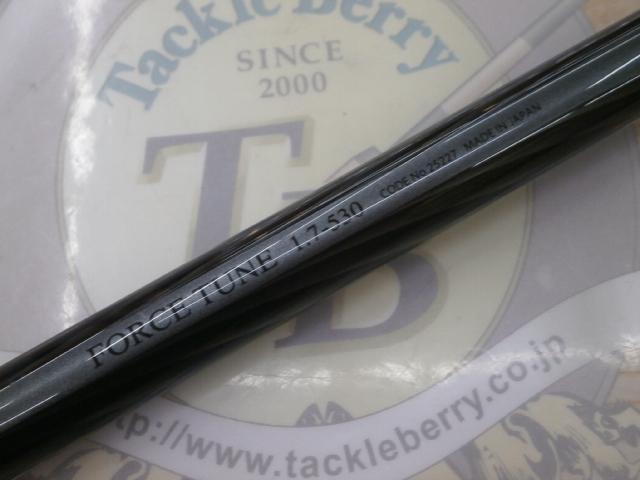 Tackle Berry
SINCE
2000
TB
FORCE TUNE 1.7-530 CODE No 25227 MADE IN JAPAN
http://www.tackleberry.co.jp